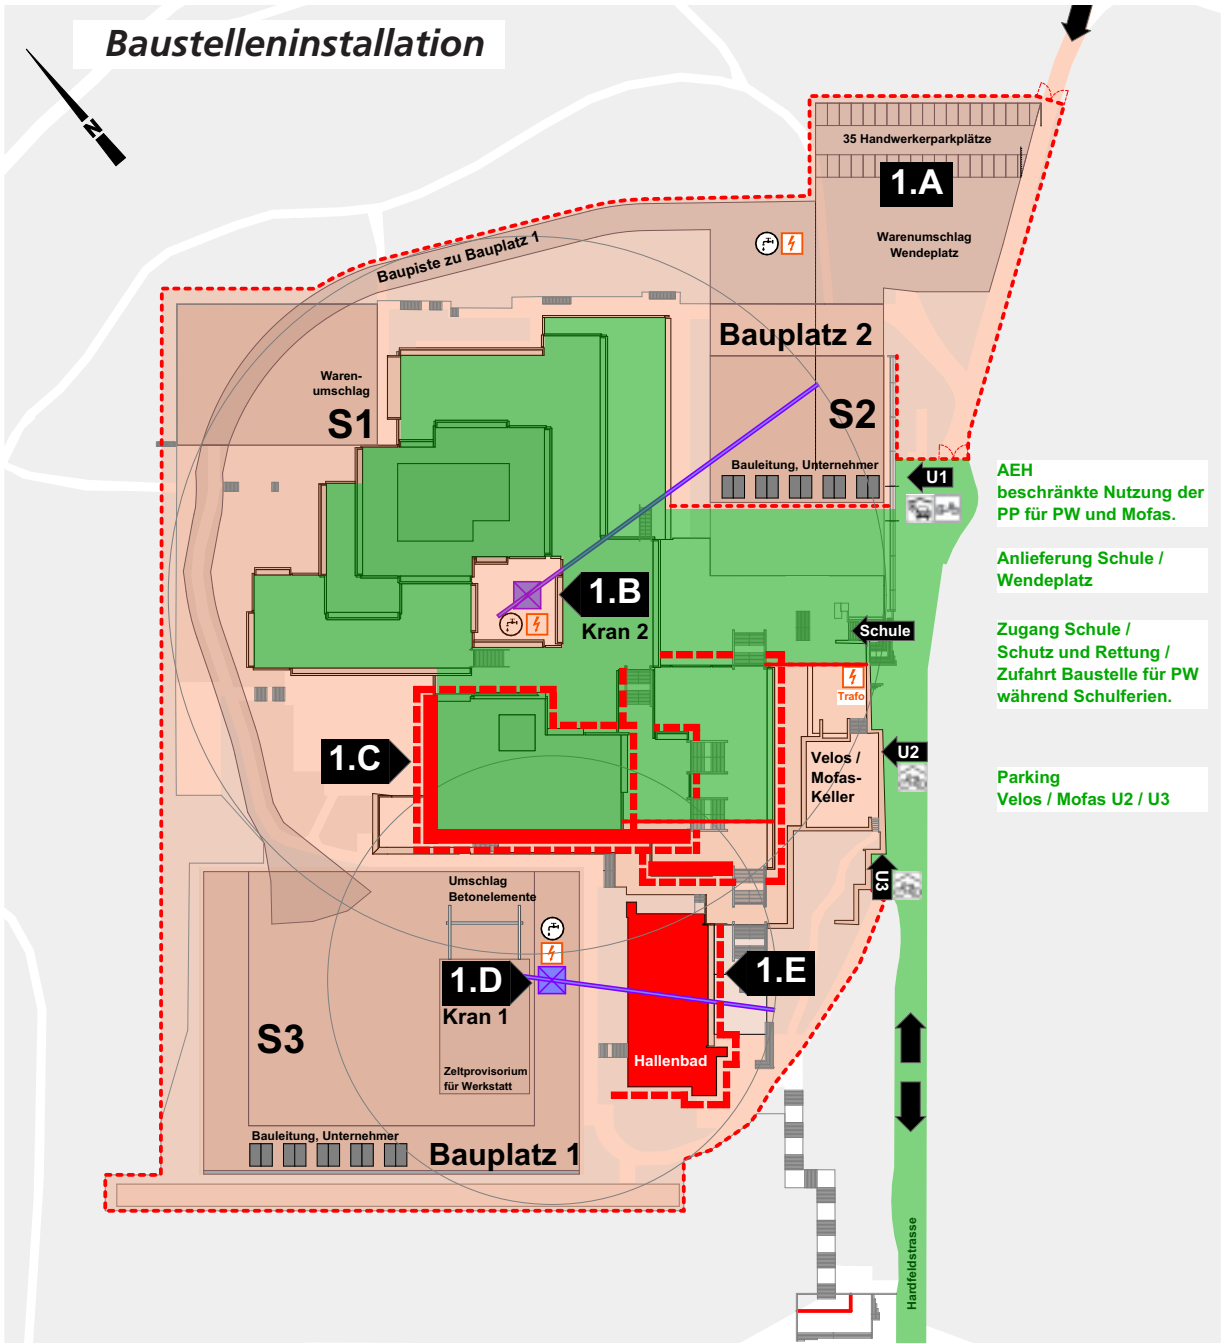 Baustelleninstallation
N
35 Handwerkerparkplätze
1.A
Warenumschlag
Wendeplatz
Baupiste zu Bauplatz 1
Bauplatz 2
Waren-
umschlag
S1
S2
Bauleitung, Unternehmer
U1
AEH
beschränkte Nutzung der
PP für PW und Mofas.
Anlieferung Schule /
Wendeplatz
1.B
Kran 2
Schule
Zugang Schule /
Schutz und Rettung /
Zufahrt Baustelle für PW
während Schulferien.
Trafo
1.C
Velos /
Mofas-
Keller
U2
Parking
Velos / Mofas U2 / U3
U3
Umschlag
Betonelemente
1.D
Kran 1
1.E
S3
Hallenbad
Zeltprovisorium
für Werkstatt
Bauleitung, Unternehmer
Bauplatz 1
Hardfeldstrasse